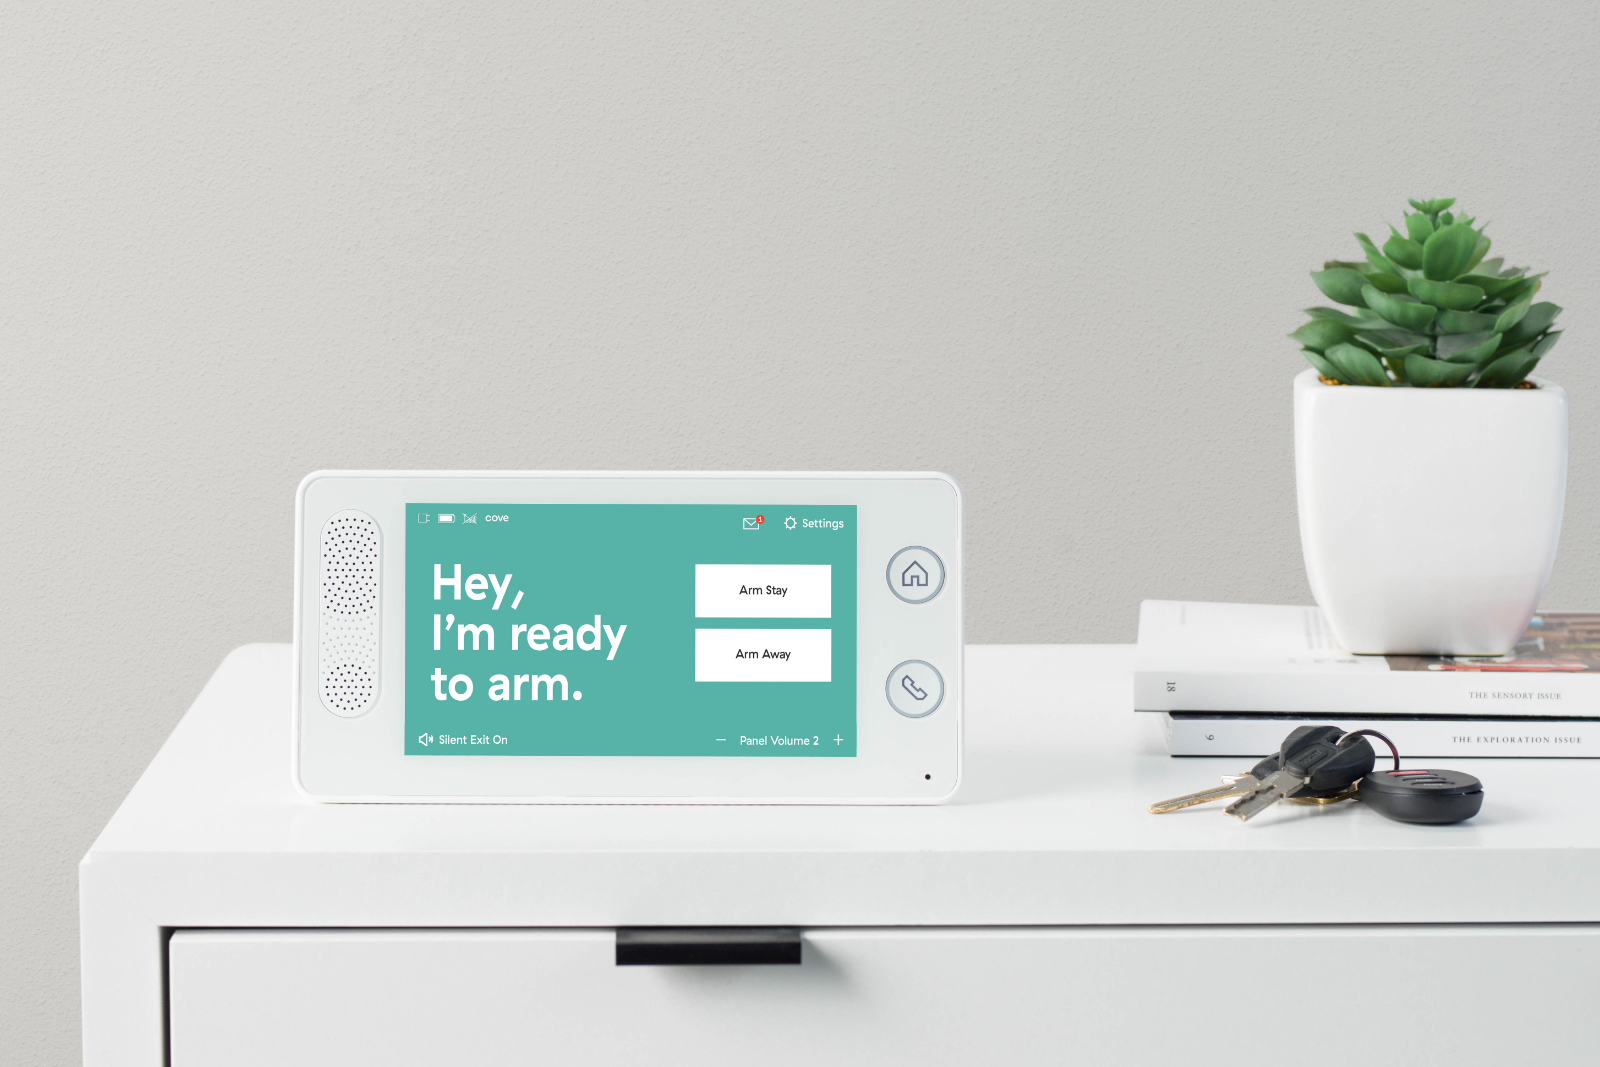 cove
1
Settings
Hey,
I'm ready
to arm.
Arm Stay
Arm Away
Silent Exit On
− Panel Volume 2 +
18
THE SENSORY ISSUE
9
THE EXPLORATION ISSUE